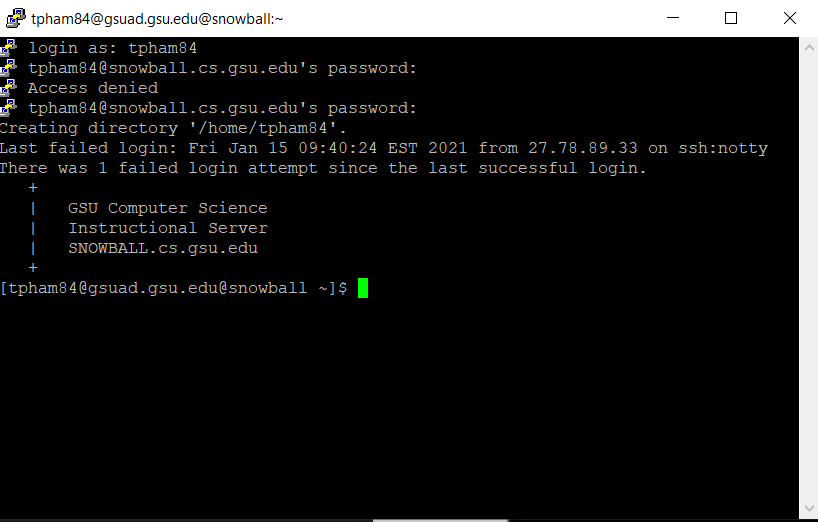 tpham84@gsuad.gsu.edu@snowball:~
login as: tpham84
tpham84@snowball.cs.gsu.edu's password:
Access denied
tpham84@snowball.cs.gsu.edu's password:
Creating directory '/home/tpham84'.
Last failed login: Fri Jan 15 09:40:24 EST 2021 from 27.78.89.33 on ssh:notty
There was 1 failed login attempt since the last successful login.
+
| GSU Computer Science
| Instructional Server
| SNOWBALL.cs.gsu.edu
+
[tpham84@gsuad.gsu.edu@snowball ~]$